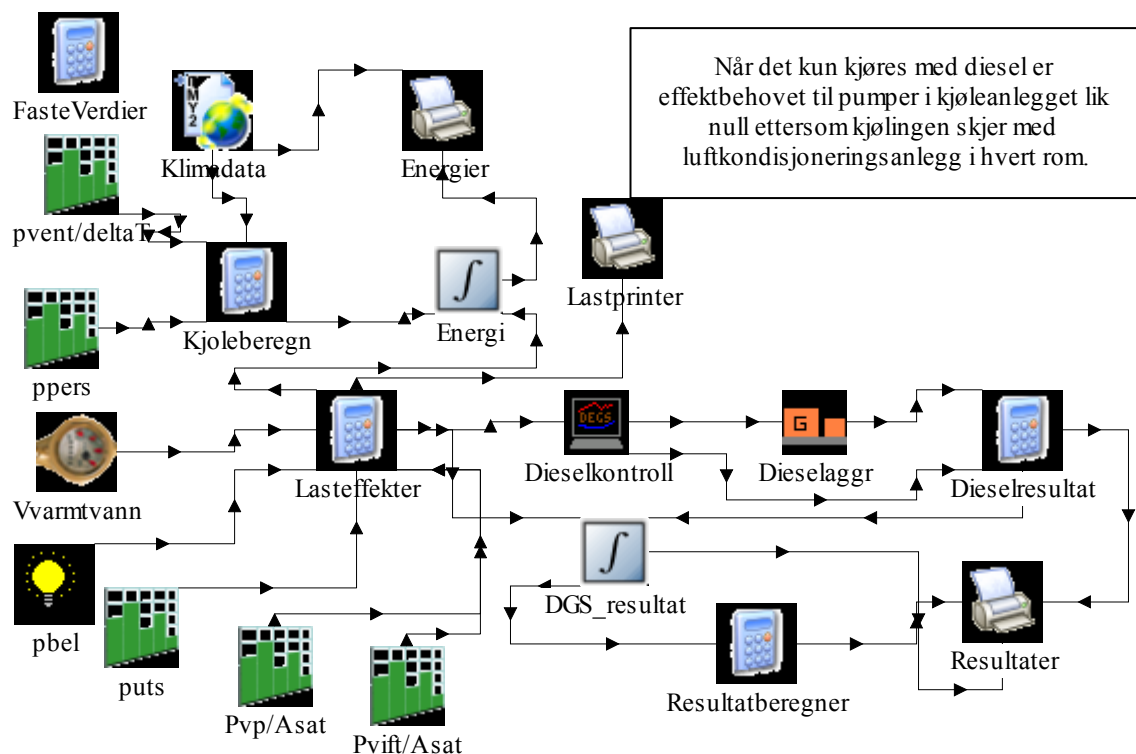 Når det kun kjøres med diesel er
effektbehovet til pumper i kjøleanlegget lik
null ettersom kjølingen skjer med
luftkondisjoneringsanlegg i hvert rom.
FasteVerdier
TMY2
Klimadata
Energier
pvent/deltaT
Lastprinter
Kjoleberegn
Energi
ppers
DEGS
G
Vvarmtvann
Lasteffekter
Dieselkontroll
Dieselaggr
Dieselresultat
DGS_resultat
pbel
puts
Pvp/Asat
Pvift/Asat
Resultatberegner
Resultater